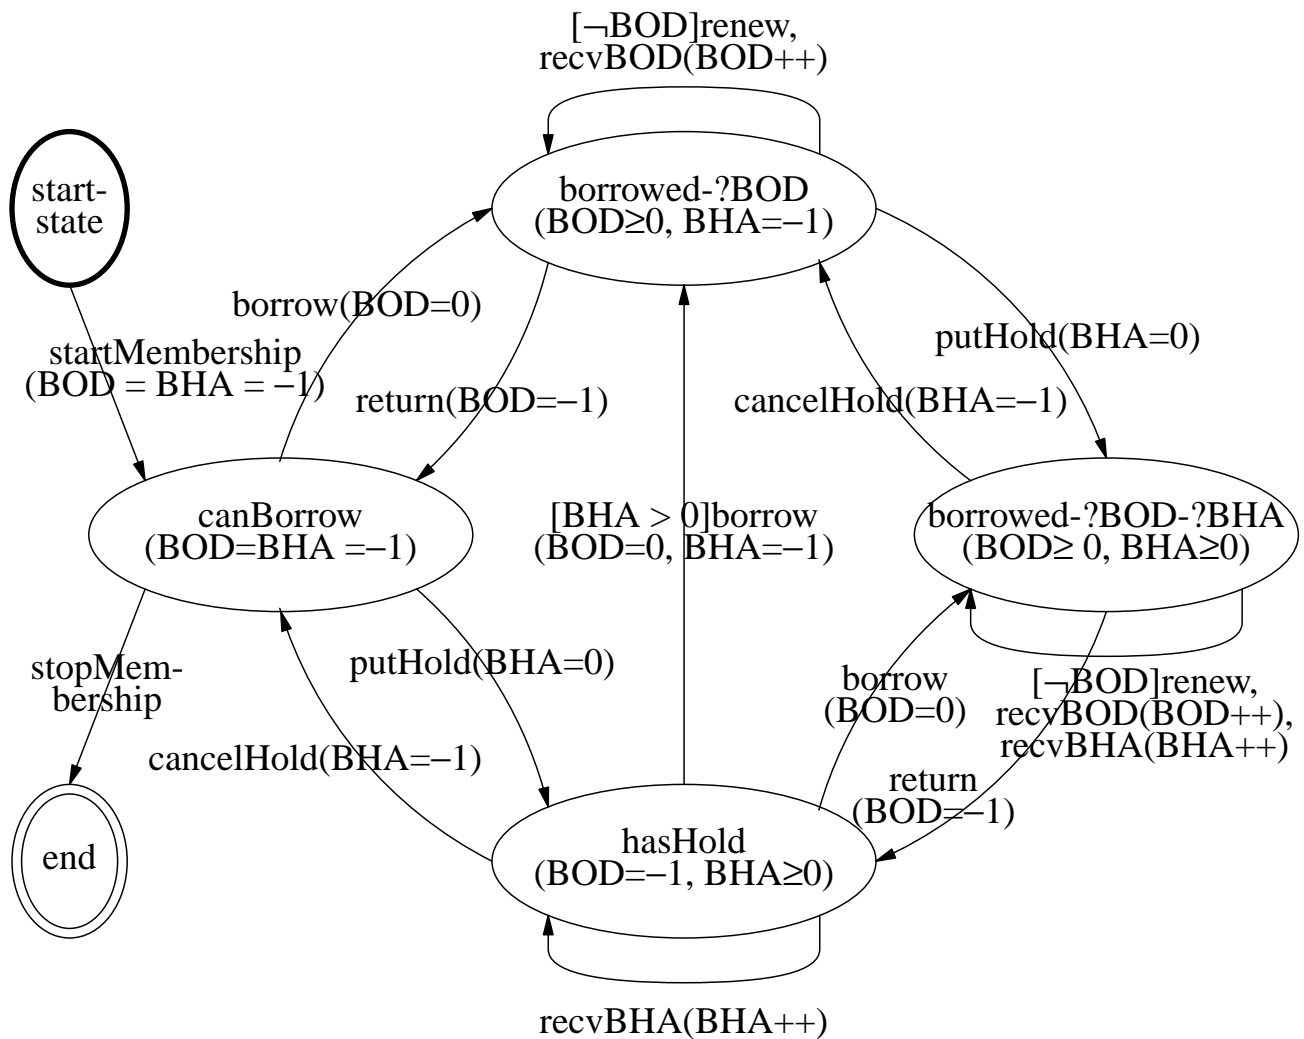 [¬BOD]renew,
recvBOD(BOD++)
start-
state
borrowed-?BOD
(BOD≥0, BHA=−1)
borrow(BOD=0)
putHold(BHA=0)
startMembership
(BOD = BHA = −1)
return(BOD=−1)
cancelHold(BHA=−1)
canBorrow
(BOD=BHA =−1)
[BHA > 0]borrow
(BOD=0, BHA=−1)
borrowed-?BOD-?BHA
(BOD≥ 0, BHA≥0)
stopMem-
bership
putHold(BHA=0)
borrow
(BOD=0)
[¬BOD]renew,
recvBOD(BOD++),
recvBHA(BHA++)
cancelHold(BHA=−1)
return
(BOD=−1)
end
hasHold
(BOD=−1, BHA≥0)
recvBHA(BHA++)